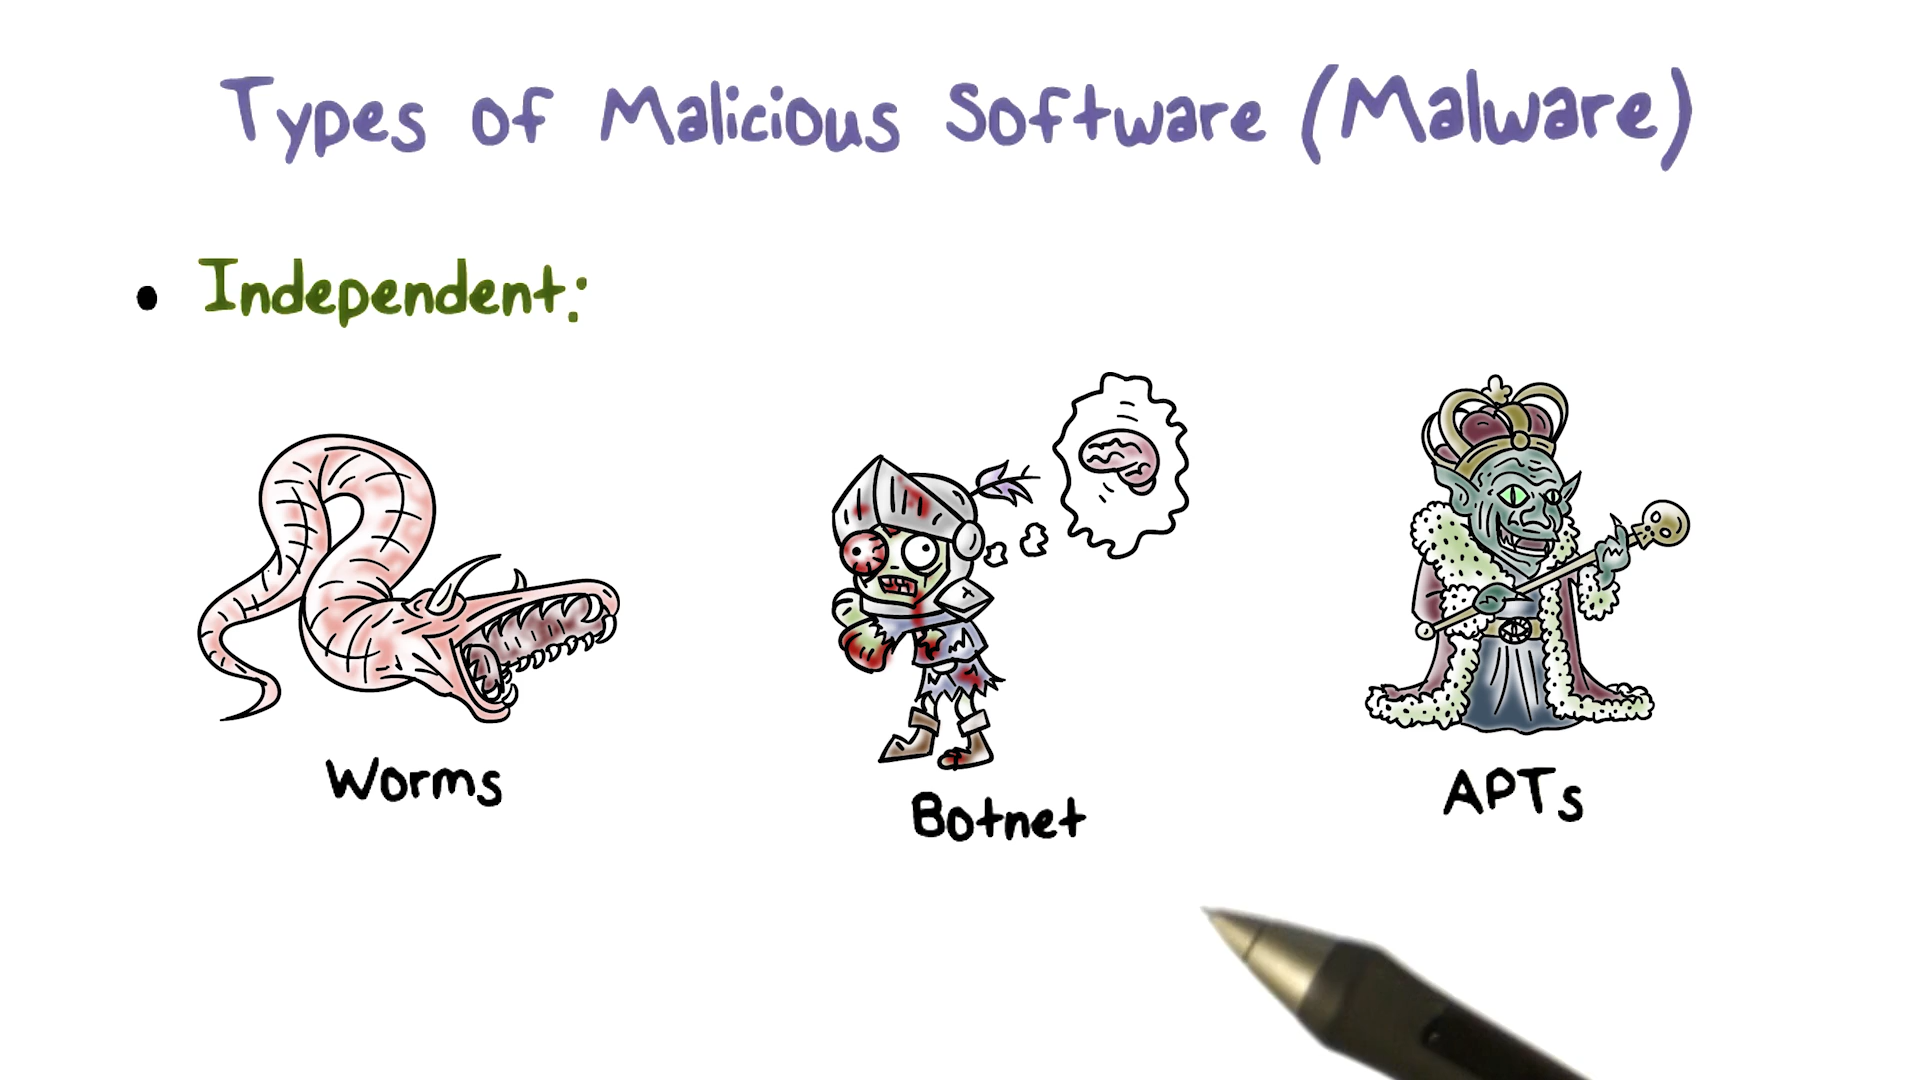 Types of Malicious Software (Malware)
• Independent:
Worms
Botnet
APTs